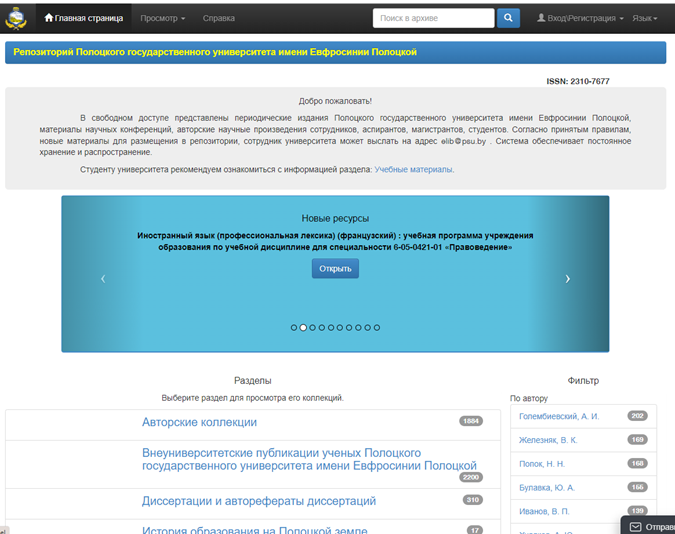 Главная страница
Просмотр
Справка
Поиск в архиве
Вход\Регистрация
Язык
Репозиторий Полоцкого государственного университета имени Евфросинии Полоцкой
ISSN: 2310-7677
Добро пожаловать!
В свободном доступе представлены периодические издания Полоцкого государственного университета имени Евфросинии Полоцкой,
материалы научных конференций, авторские научные произведения сотрудников, аспирантов, магистрантов, студентов. Согласно принятым правилам,
новые материалы для размещения в репозитории, сотрудник университета может выслать на адрес elib@psu.by . Система обеспечивает постоянное
хранение и распространение.
Студенту университета рекомендуем ознакомиться с информацией раздела: Учебные материалы.
Новые ресурсы
Иностранный язык (профессиональная лексика) (французский) : учебная программа учреждения
образования по учебной дисциплине для специальности 6-05-0421-01 «Правоведение»
Открыть
Разделы
Выберите раздел для просмотра его коллекций.
Авторские коллекции 1884
Внеуниверситетские публикации ученых Полоцкого
государственного университета имени Евфросинии Полоцкой
2200
Диссертации и авторефераты диссертаций 310
История образования на Полоцкой земле 17
Фильтр
По автору
Голембиевский, А. И. 202
Железняк, В. К. 169
Попок, Н. Н. 168
Булавка, Ю. А. 166
Иванов, В. П. 139
Отправи